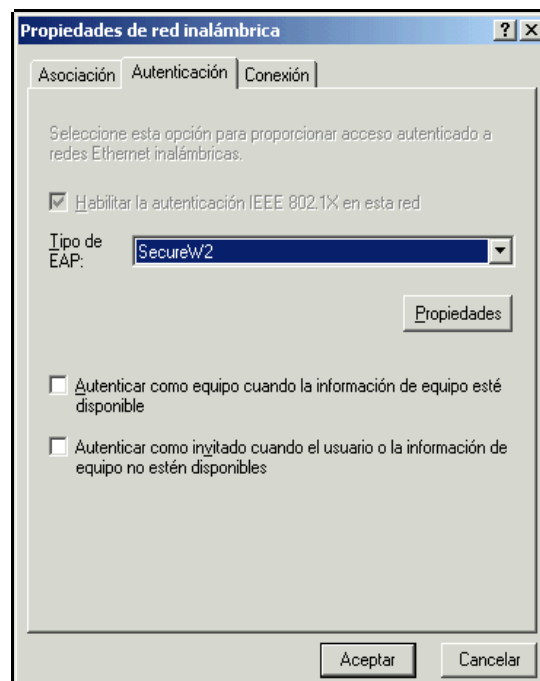 Propiedades de red inalámbrica
Asociación Autenticación Conexión
Seleccione esta opción para proporcionar acceso autenticado a
redes Ethernet inalámbricas.
Habilitar la autenticación IEEE 802.1X en esta red
Tipo de
EAP:
SecureW2
Propiedades
Autenticar como equipo cuando la información de equipo esté
disponible
Autenticar como invitado cuando el usuario o la información de
equipo no estén disponibles
Aceptar Cancelar